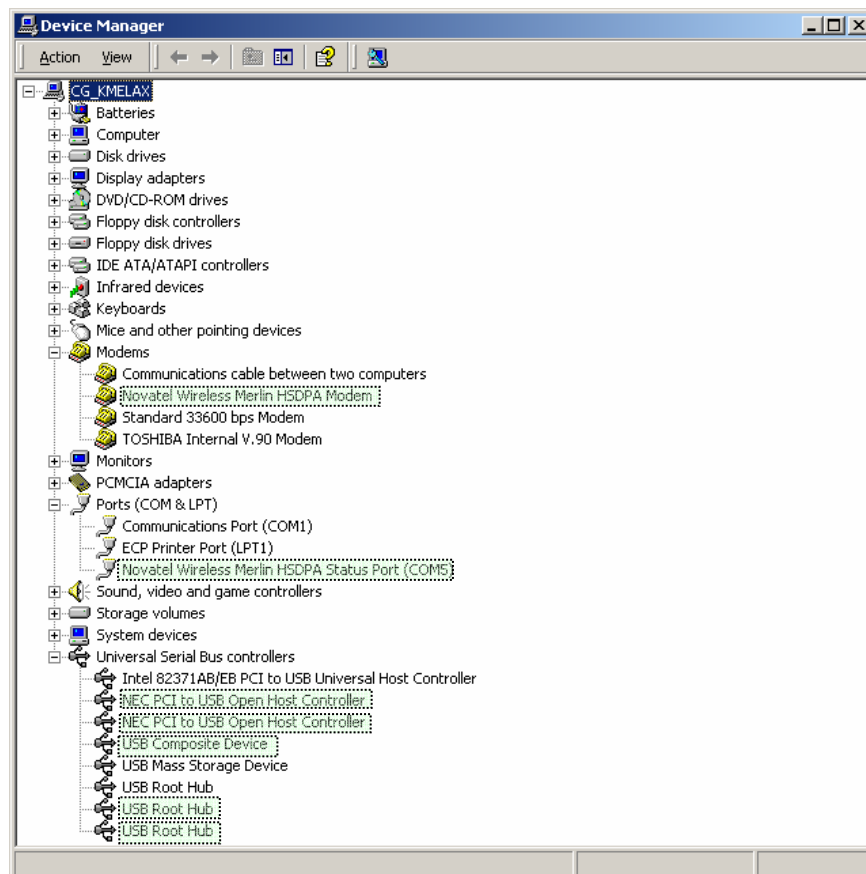 Device Manager
Action View
CG_KMELAX
Batteries
Computer
Disk drives
Display adapters
DVD/CD-ROM drives
Floppy disk controllers
Floppy disk drives
IDE ATA/ATAPI controllers
Infrared devices
Keyboards
Mice and other pointing devices
Modems
Communications cable between two computers
Novatel Wireless Merlin HSDPA Modem
Standard 33600 bps Modem
TOSHIBA Internal V.90 Modem
Monitors
PCMCIA adapters
Ports (COM & LPT)
Communications Port (COM1)
ECP Printer Port (LPT1)
Novatel Wireless Merlin HSDPA Status Port (COM5)
Sound, video and game controllers
Storage volumes
System devices
Universal Serial Bus controllers
Intel 82371AB/EB PCI to USB Universal Host Controller
NEC PCI to USB Open Host Controller
NEC PCI to USB Open Host Controller
USB Composite Device
USB Mass Storage Device
USB Root Hub
USB Root Hub
USB Root Hub